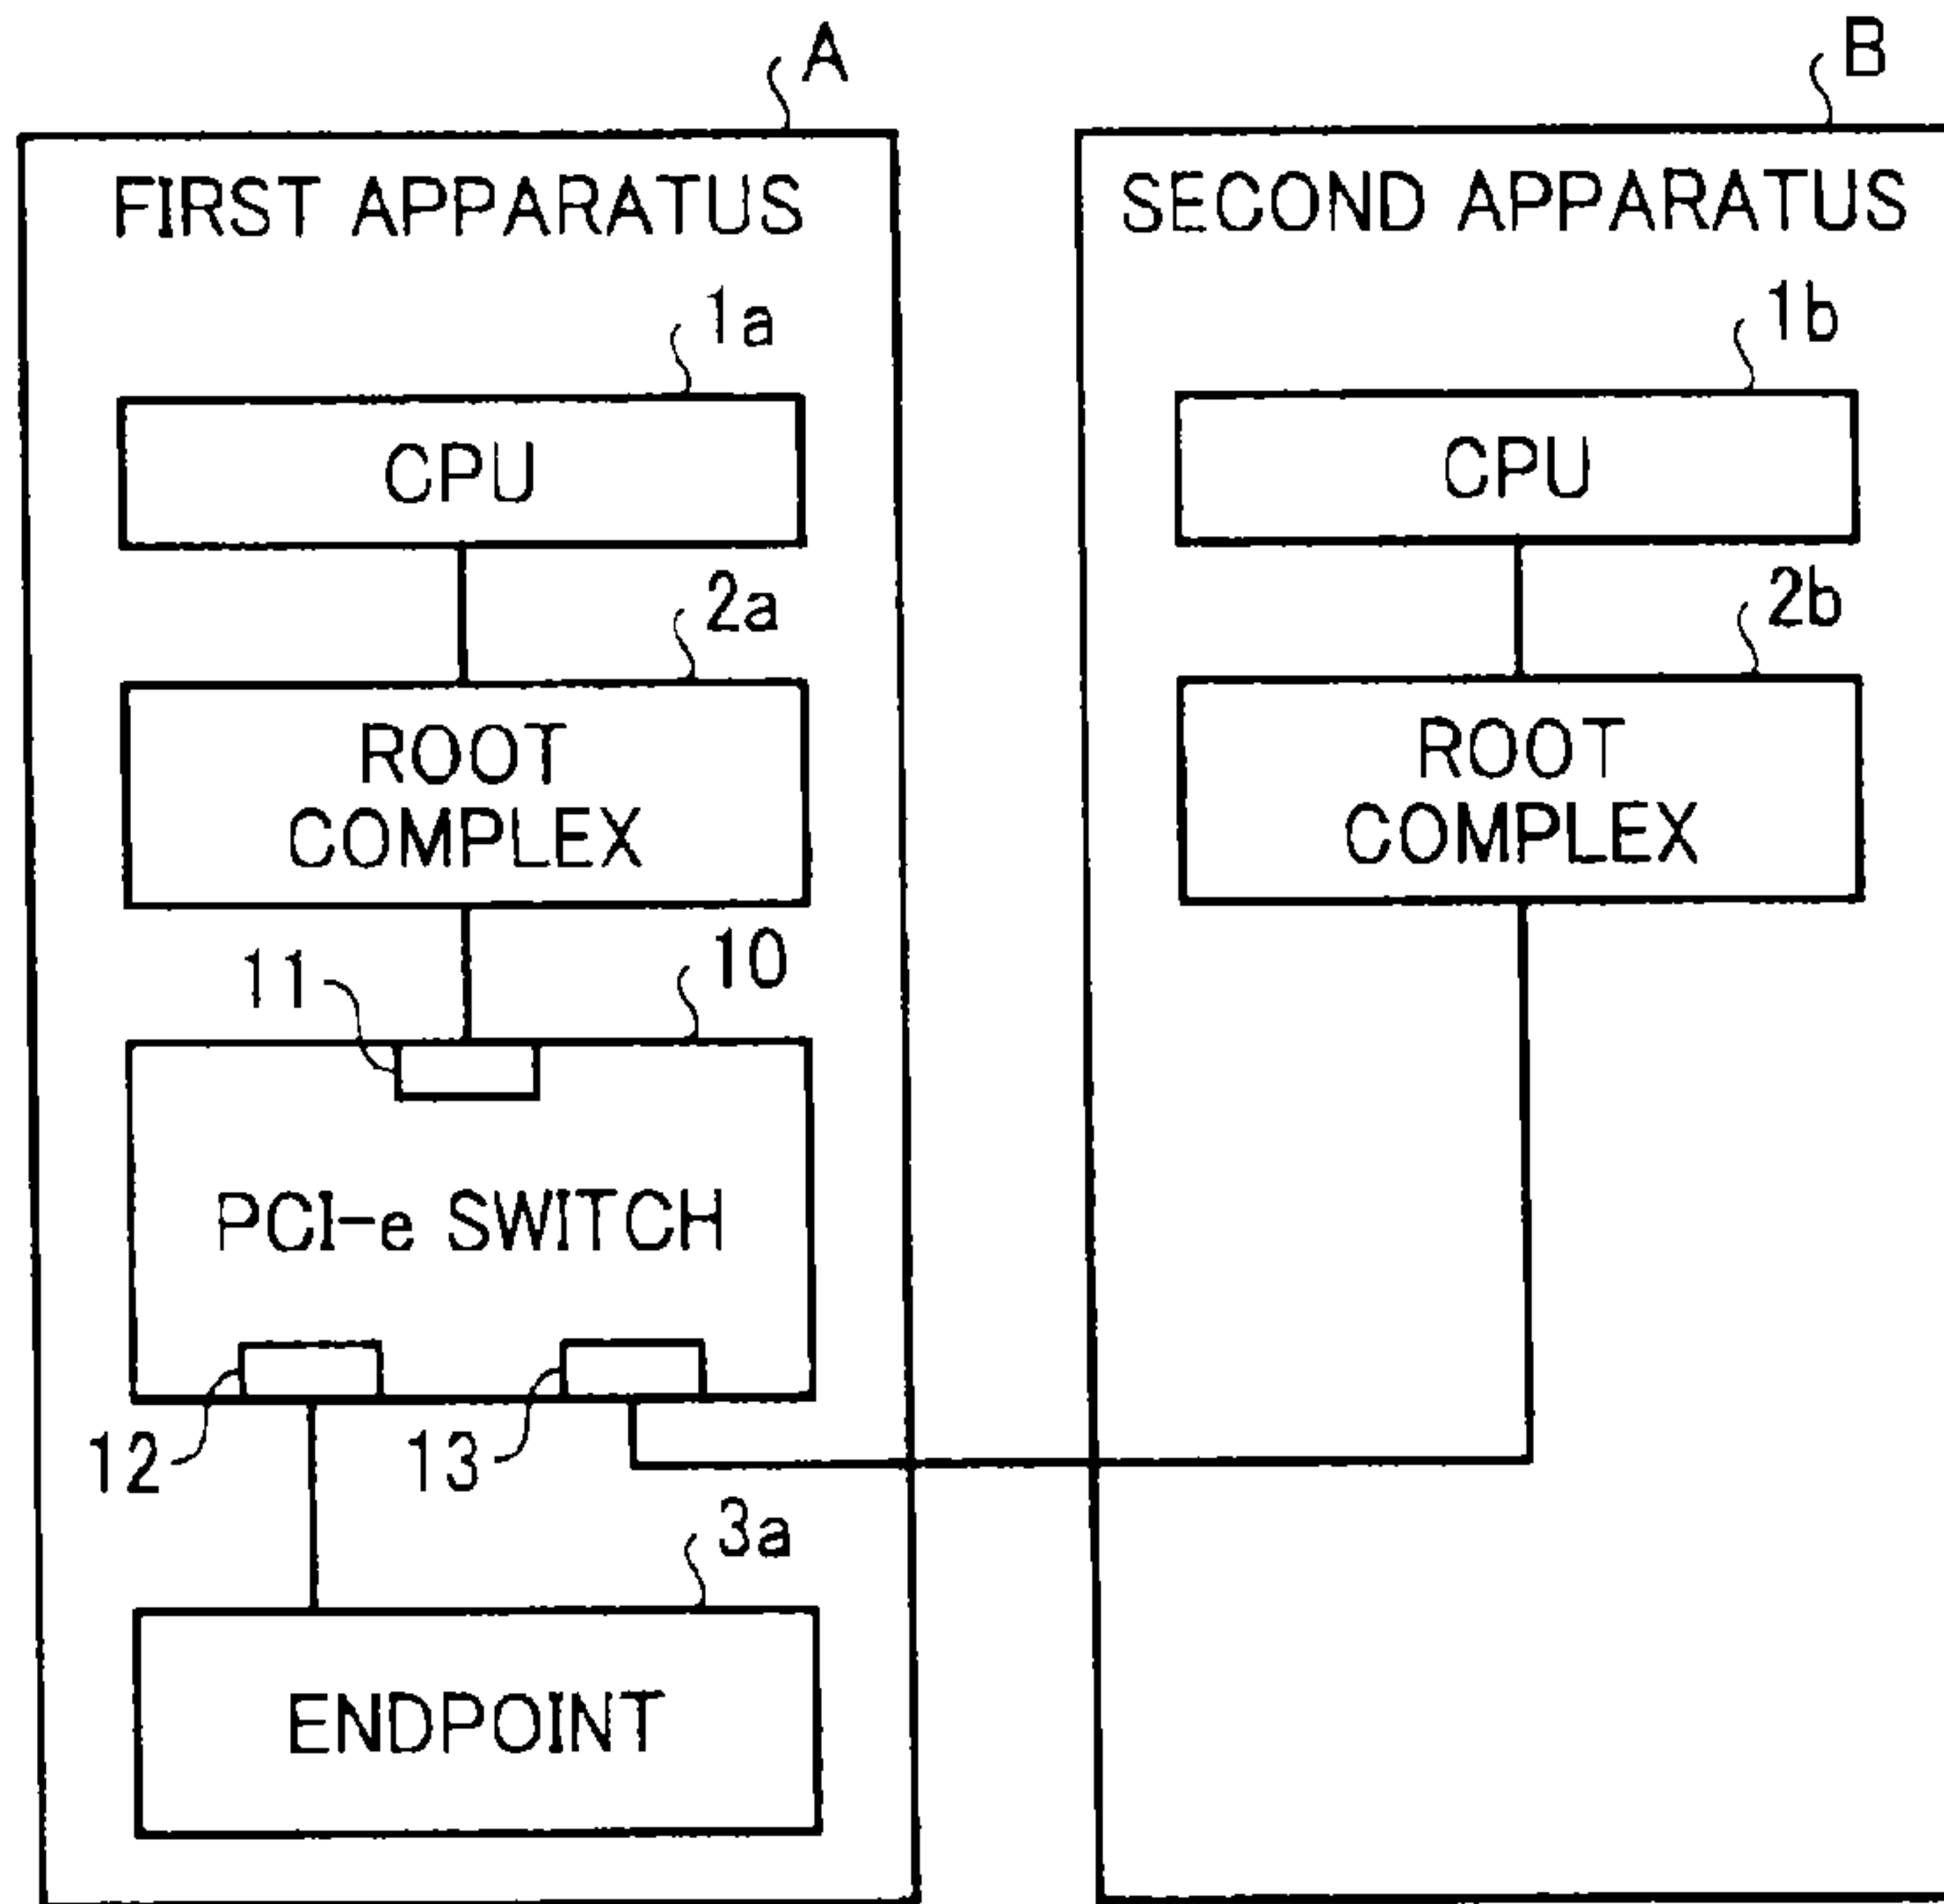 A
FIRST APPARATUS
1a
CPU
2a
ROOT
COMPLEX
11
10
PCI-e SWITCH
12
13
3a
ENDPOINT
B
SECOND APPARATUS
1b
CPU
2b
ROOT
COMPLEX